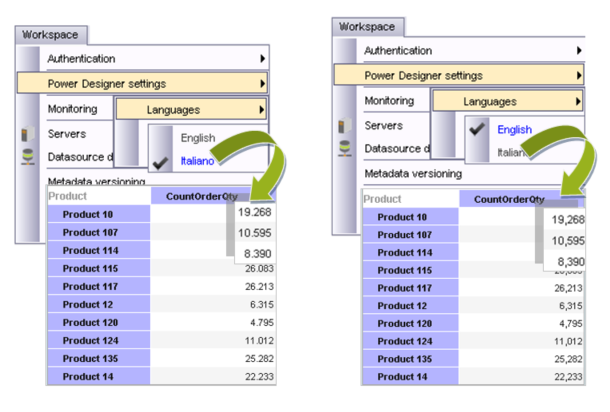 Workspace
Authentication
Power Designer settings
Monitoring
Languages
Servers
English
Datasource d
Italiano
Metadata versioning
Product CountOrderQty
Product 10 19.268
Product 107 10.595
Product 114 8.390
Product 115 26.083
Product 117 26.213
Product 12 6.315
Product 120 4.795
Product 124 11.012
Product 135 25.282
Product 14 22.233
Workspace
Authentication
Power Designer settings
Monitoring
Languages
Servers
English
Datasource d
Italian
Metadata versioning
Product CountOrderQty
Product 10 19,268
Product 107 10,595
Product 114 8,390
Product 115
Product 117 26,213
Product 12 6,315
Product 120 4,795
Product 124 11,012
Product 135 25,282
Product 14 22,233